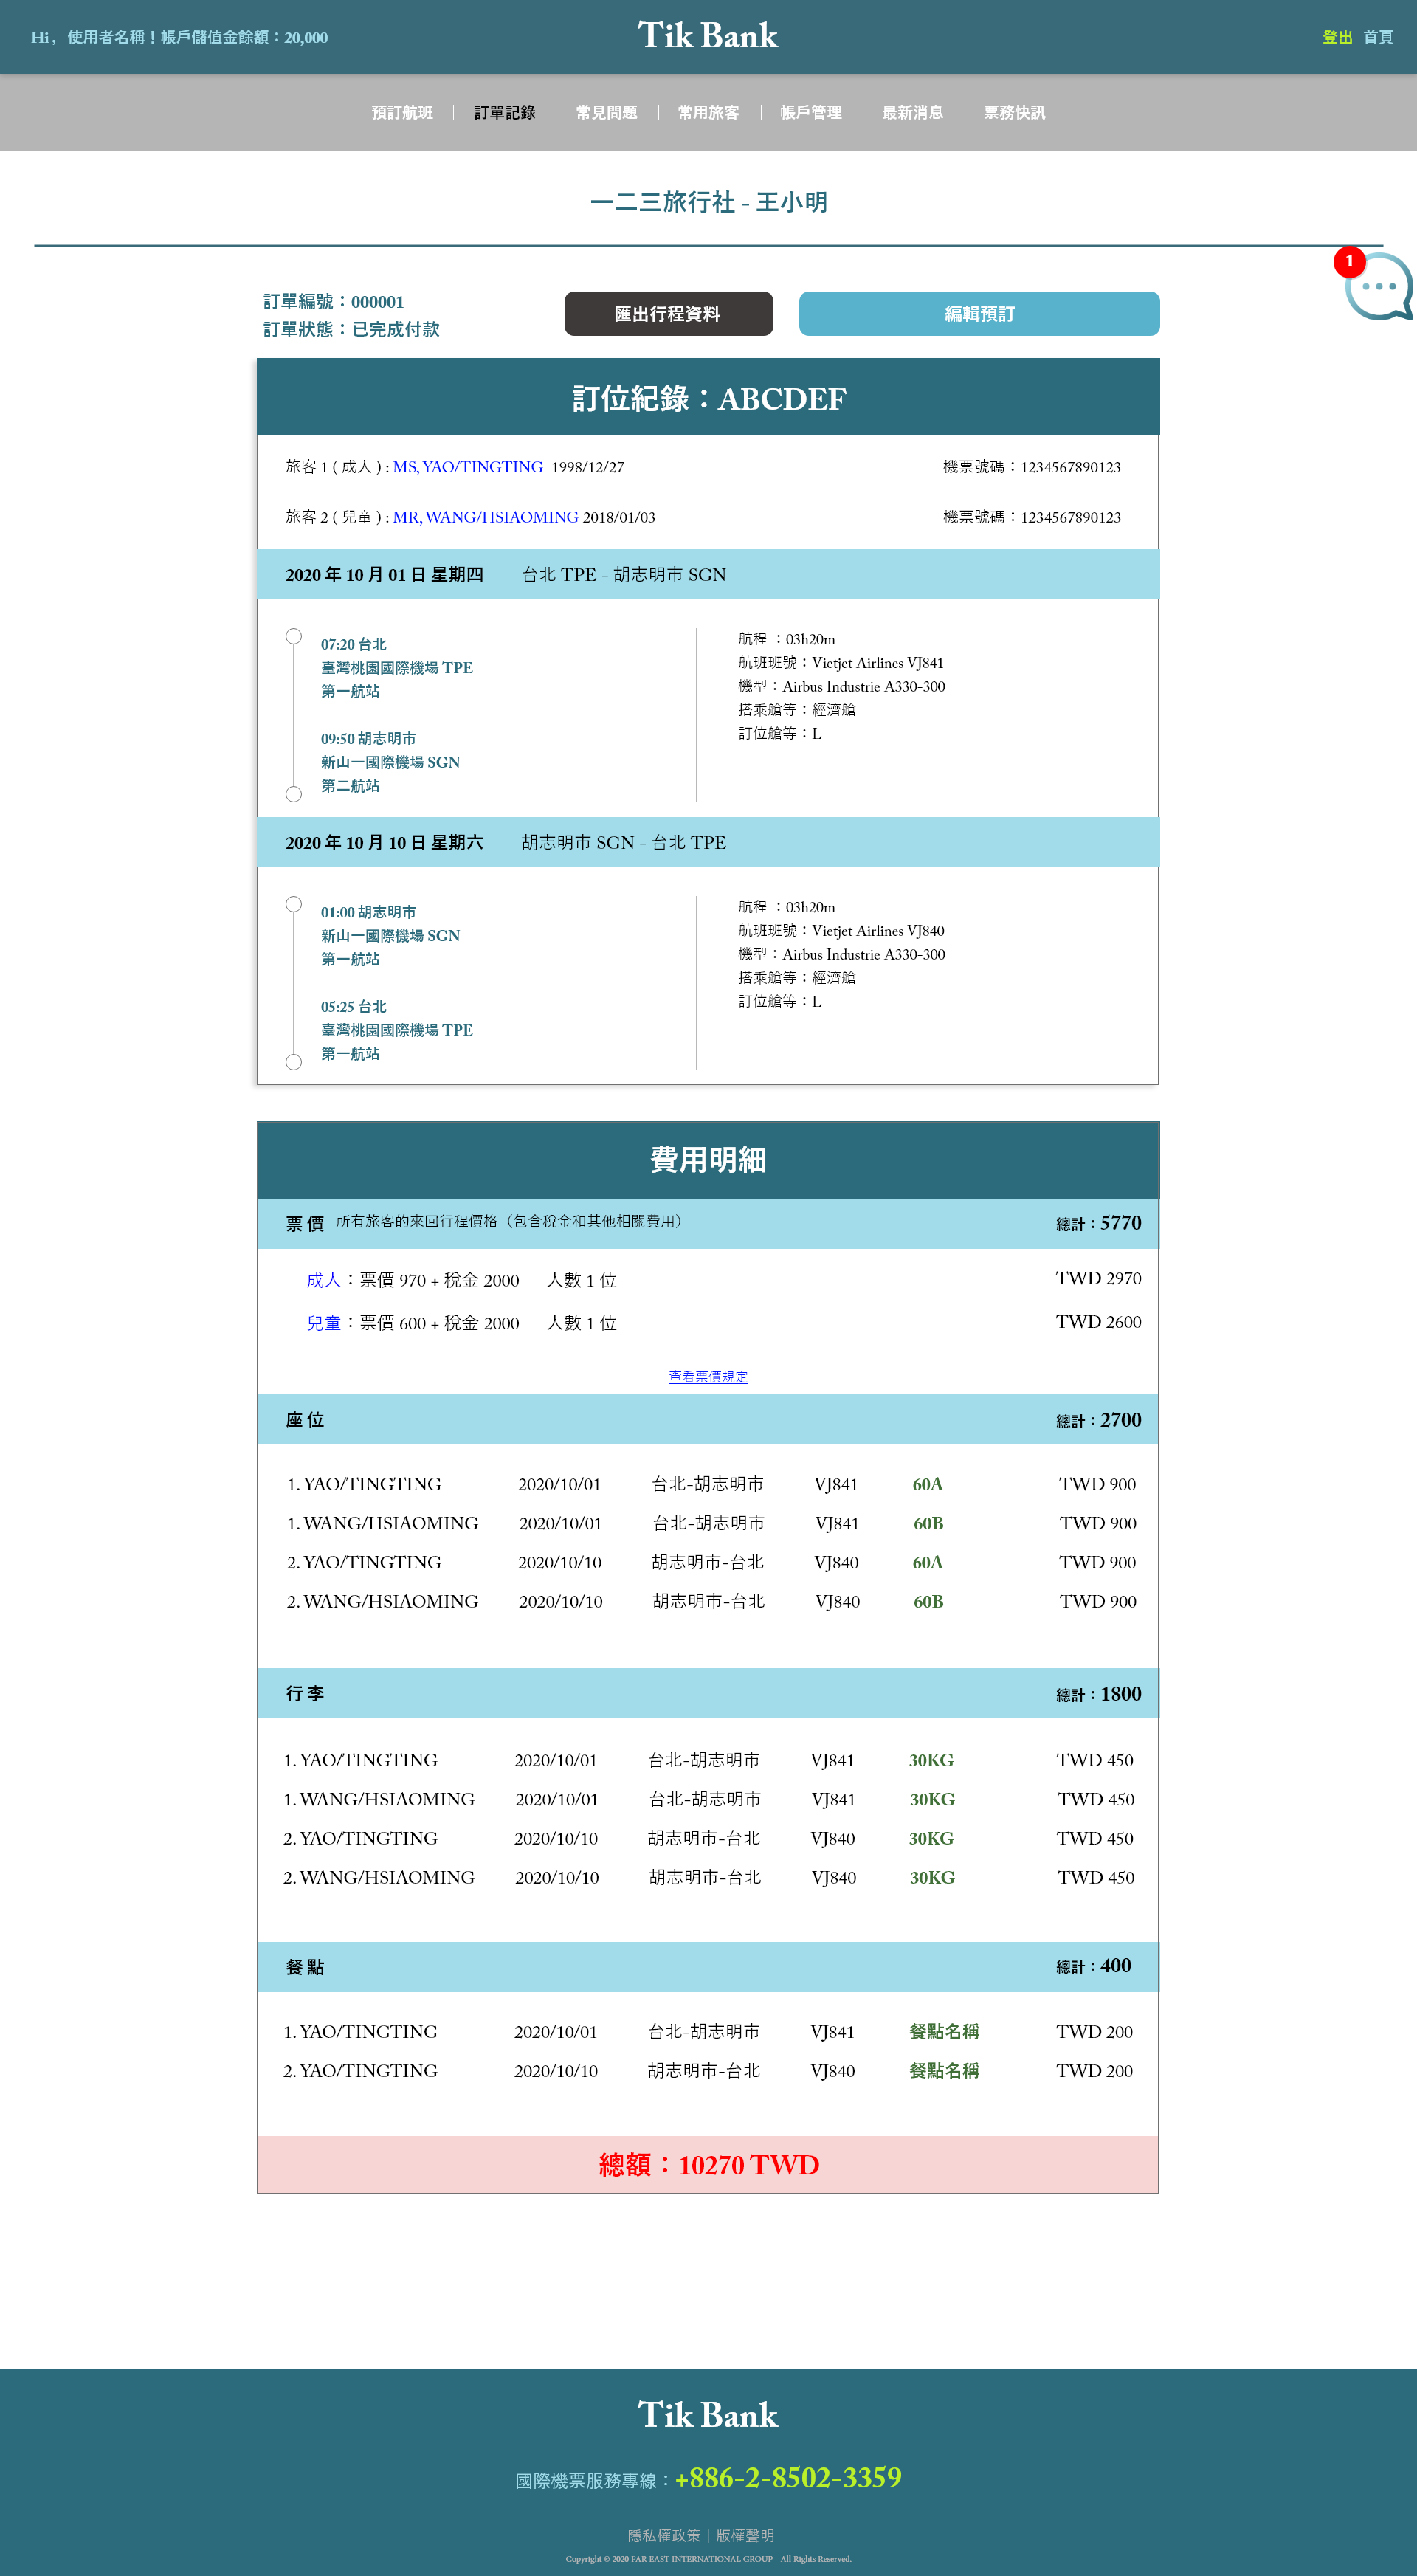 Hi，使用者名稱！帳戶儲值金餘額：20,000
Tik Bank
登出 首頁
預訂航班 | 訂單記錄 | 常見問題 | 常用旅客 | 帳戶管理 | 最新消息 | 票務快訊
一二三旅行社 - 王小明
1
訂單編號：000001
訂單狀態：已完成付款
匯出行程資料
編輯預訂
訂位紀錄：ABCDEF
旅客 1 ( 成人 ) : MS, YAO/TINGTING 1998/12/27 機票號碼：1234567890123
旅客 2 ( 兒童 ) : MR, WANG/HSIAOMING 2018/01/03 機票號碼：1234567890123
2020 年 10 月 01 日 星期四 台北 TPE - 胡志明市 SGN
07:20 台北
臺灣桃園國際機場 TPE
第一航站
09:50 胡志明市
新山一國際機場 SGN
第二航站
航程 ：03h20m
航班班號：Vietjet Airlines VJ841
機型：Airbus Industrie A330-300
搭乘艙等：經濟艙
訂位艙等：L
2020 年 10 月 10 日 星期六 胡志明市 SGN - 台北 TPE
01:00 胡志明市
新山一國際機場 SGN
第一航站
05:25 台北
臺灣桃園國際機場 TPE
第一航站
航程 ：03h20m
航班班號：Vietjet Airlines VJ840
機型：Airbus Industrie A330-300
搭乘艙等：經濟艙
訂位艙等：L
費用明細
票 價 所有旅客的來回行程價格（包含稅金和其他相關費用） 總計：5770
成人：票價 970 + 稅金 2000 人數 1 位 TWD 2970
兒童：票價 600 + 稅金 2000 人數 1 位 TWD 2600
查看票價規定
座 位 總計：2700
1. YAO/TINGTING 2020/10/01 台北-胡志明市 VJ841 60A TWD 900
1. WANG/HSIAOMING 2020/10/01 台北-胡志明市 VJ841 60B TWD 900
2. YAO/TINGTING 2020/10/10 胡志明市-台北 VJ840 60A TWD 900
2. WANG/HSIAOMING 2020/10/10 胡志明市-台北 VJ840 60B TWD 900
行 李 總計：1800
1. YAO/TINGTING 2020/10/01 台北-胡志明市 VJ841 30KG TWD 450
1. WANG/HSIAOMING 2020/10/01 台北-胡志明市 VJ841 30KG TWD 450
2. YAO/TINGTING 2020/10/10 胡志明市-台北 VJ840 30KG TWD 450
2. WANG/HSIAOMING 2020/10/10 胡志明市-台北 VJ840 30KG TWD 450
餐 點 總計：400
1. YAO/TINGTING 2020/10/01 台北-胡志明市 VJ841 餐點名稱 TWD 200
2. YAO/TINGTING 2020/10/10 胡志明市-台北 VJ840 餐點名稱 TWD 200
總額：10270 TWD
Tik Bank
國際機票服務專線：+886-2-8502-3359
隱私權政策｜版權聲明
Copyright © 2020 FAR EAST INTERNATIONAL GROUP - All Rights Reserved.